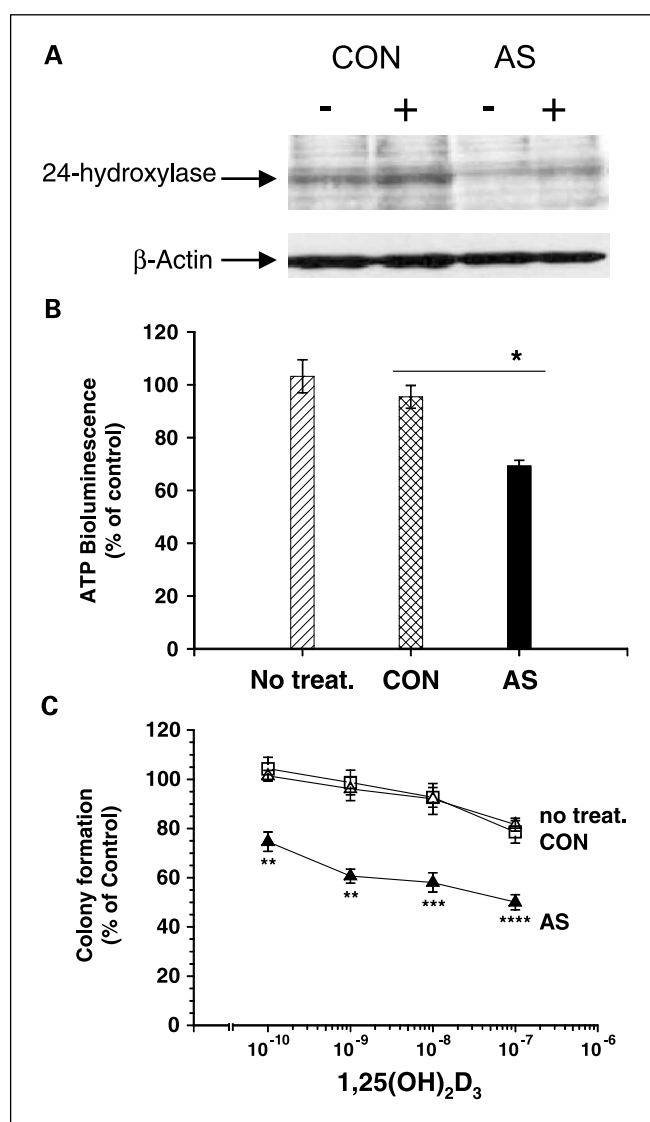 A
CON AS
- + - +
24-hydroxylase
β-Actin
B
120
100
80
60
40
20
0
ATP Bioluminescence
(% of control)
*
No treat. CON AS
C
120
100
80
60
40
20
0
Colony formation
(% of Control)
no treat.
CON
AS
** ** *** ****
10⁻¹⁰ 10⁻⁹ 10⁻⁸ 10⁻⁷ 10⁻⁶
1,25(OH)₂D₃